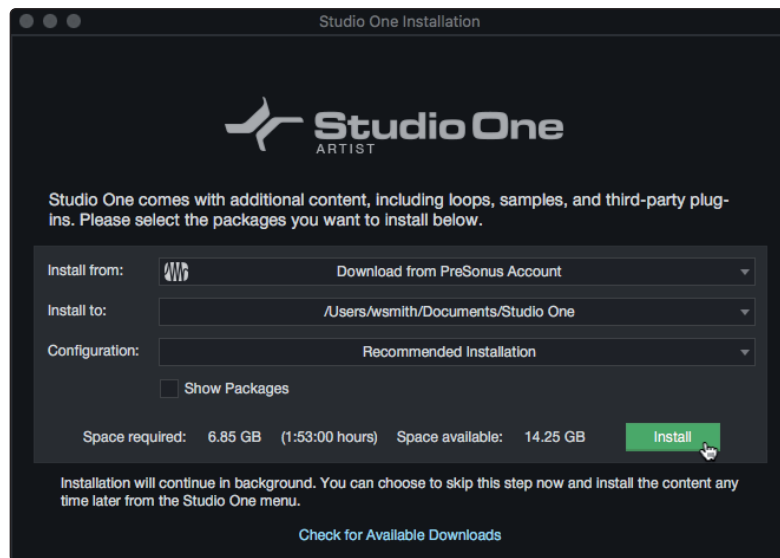 Studio One Installation
Studio One
ARTIST
Studio One comes with additional content, including loops, samples, and third-party plug-
ins. Please select the packages you want to install below.
Install from: Download from PreSonus Account
Install to: /Users/wsmith/Documents/Studio One
Configuration: Recommended Installation
Show Packages
Space required: 6.85 GB (1:53:00 hours) Space available: 14.25 GB Install
Installation will continue in background. You can choose to skip this step now and install the content any
time later from the Studio One menu.
Check for Available Downloads